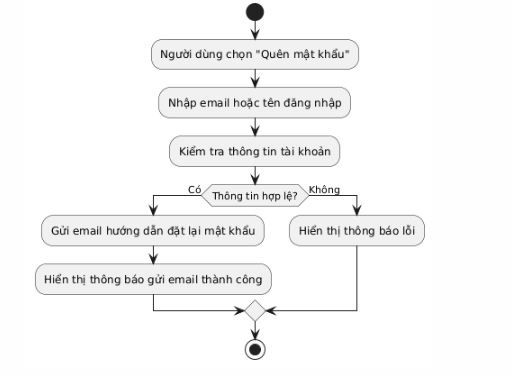 Người dùng chọn "Quên mật khẩu"
Nhập email hoặc tên đăng nhập
Kiểm tra thông tin tài khoản
Có
Thông tin hợp lệ?
Không
Gửi email hướng dẫn đặt lại mật khẩu
Hiển thị thông báo lỗi
Hiển thị thông báo gửi email thành công